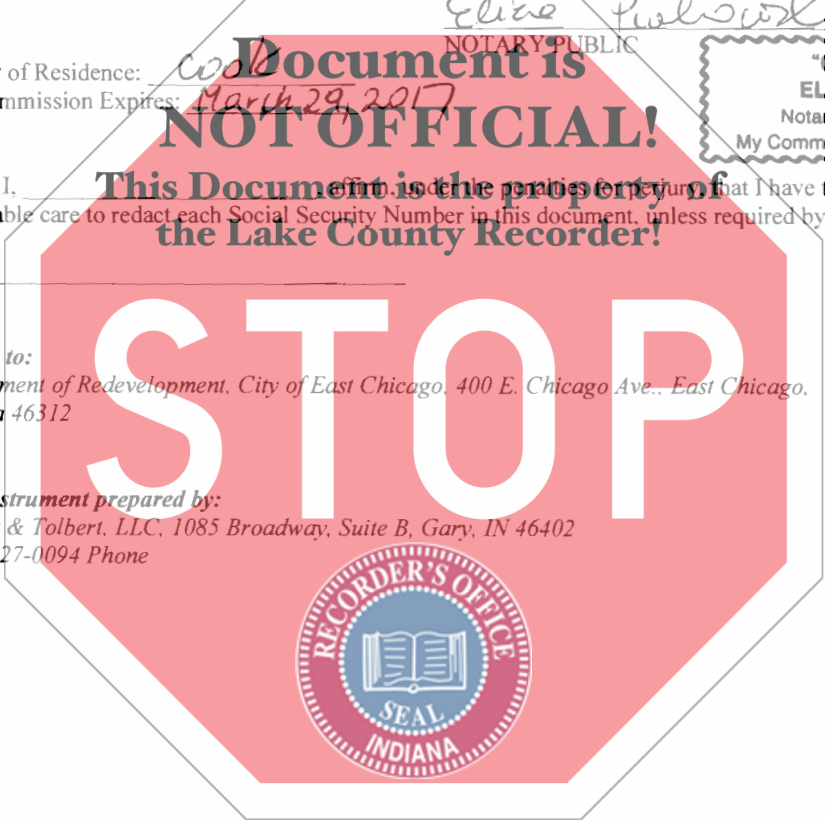 Eliza
NOTARY PUBLIC
of Residence: Cook
mmission Expires: March 29, 2017
EL
Notar
My Comm
Document is
NOT OFFICIAL!
This Document is the property of
the Lake County Recorder!
I, , affirm, under the penalties for perjury, that I have t
ble care to redact each Social Security Number in this document, unless required by
STOP
to:
ment of Redevelopment, City of East Chicago, 400 E. Chicago Ave., East Chicago,
a 46312
strument prepared by:
& Tolbert, LLC, 1085 Broadway, Suite B, Gary, IN 46402
27-0094 Phone
RECORDER'S OFFICE
SEAL
INDIANA